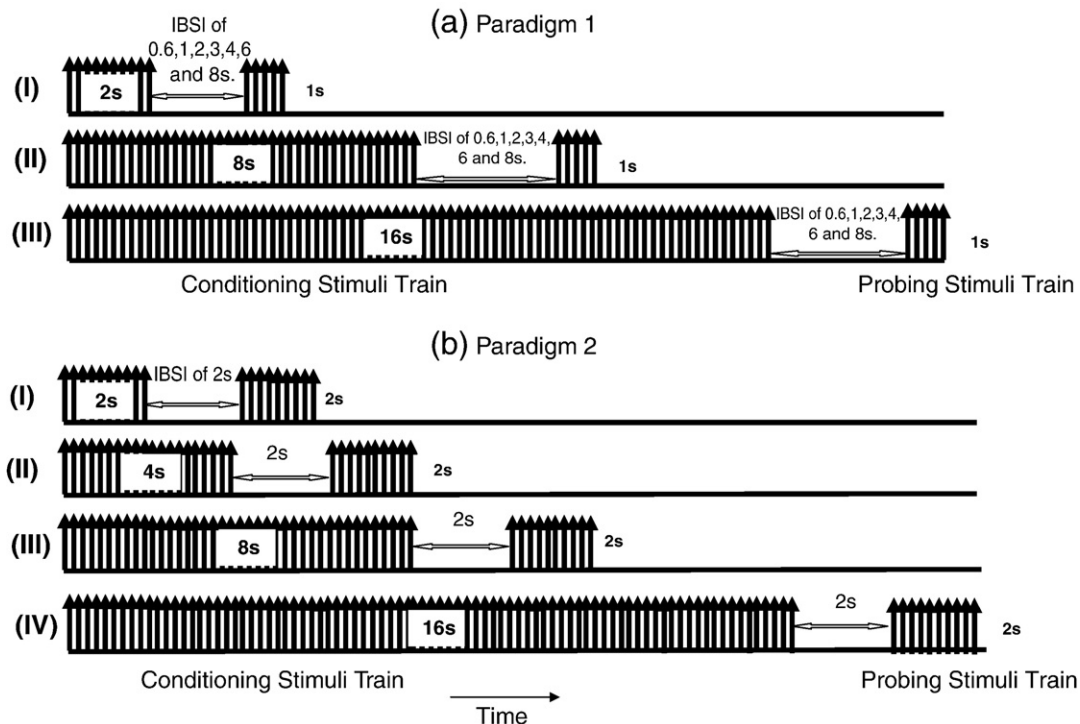 (a) Paradigm 1
IBSI of
0.6,1,2,3,4,6
and 8s.
(I)
2s
1s
IBSI of 0.6,1,2,3,4,
6 and 8s.
(II)
8s
1s
IBSI of 0.6,1,2,3,4,
6 and 8s.
(III)
16s
1s
Conditioning Stimuli Train
Probing Stimuli Train
(b) Paradigm 2
IBSI of 2s
(I)
2s
2s
2s
(II)
4s
2s
2s
(III)
8s
2s
2s
(IV)
16s
2s
Conditioning Stimuli Train
Probing Stimuli Train
Time